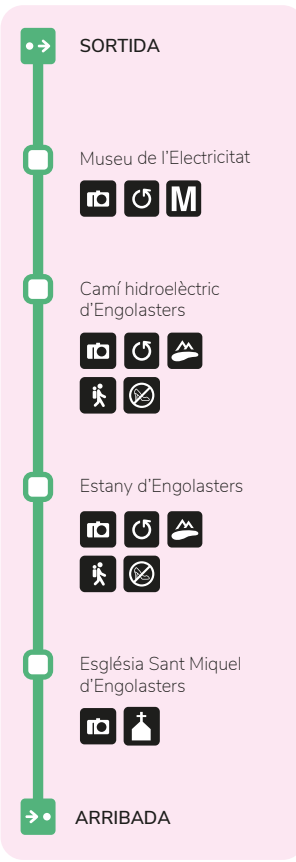 SORTIDA
Museu de l'Electricitat
M
Camí hidroelèctric
d'Engolasters
Estany d'Engolasters
Església Sant Miquel
d'Engolasters
ARRIBADA